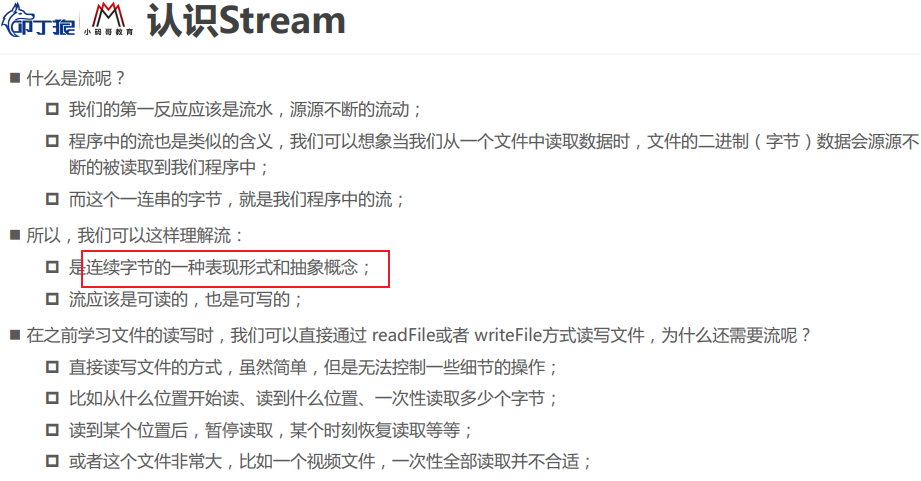 叩丁狼 小码哥教育 认识Stream
什么是流呢？
我们的第一反应应该是流水，源源不断的流动；
程序中的流也是类似的含义，我们可以想象当我们从一个文件中读取数据时，文件的二进制（字节）数据会源源不
断的被读取到我们程序中；
而这个一连串的字节，就是我们程序中的流；
所以，我们可以这样理解流：
是连续字节的一种表现形式和抽象概念；
流应该是可读的，也是可写的；
在之前学习文件的读写时，我们可以直接通过 readFile或者 writeFile方式读写文件，为什么还需要流呢？
直接读写文件的方式，虽然简单，但是无法控制一些细节的操作；
比如从什么位置开始读、读到什么位置、一次性读取多少个字节；
读到某个位置后，暂停读取，某个时刻恢复读取等等；
或者这个文件非常大，比如一个视频文件，一次性全部读取并不合适；